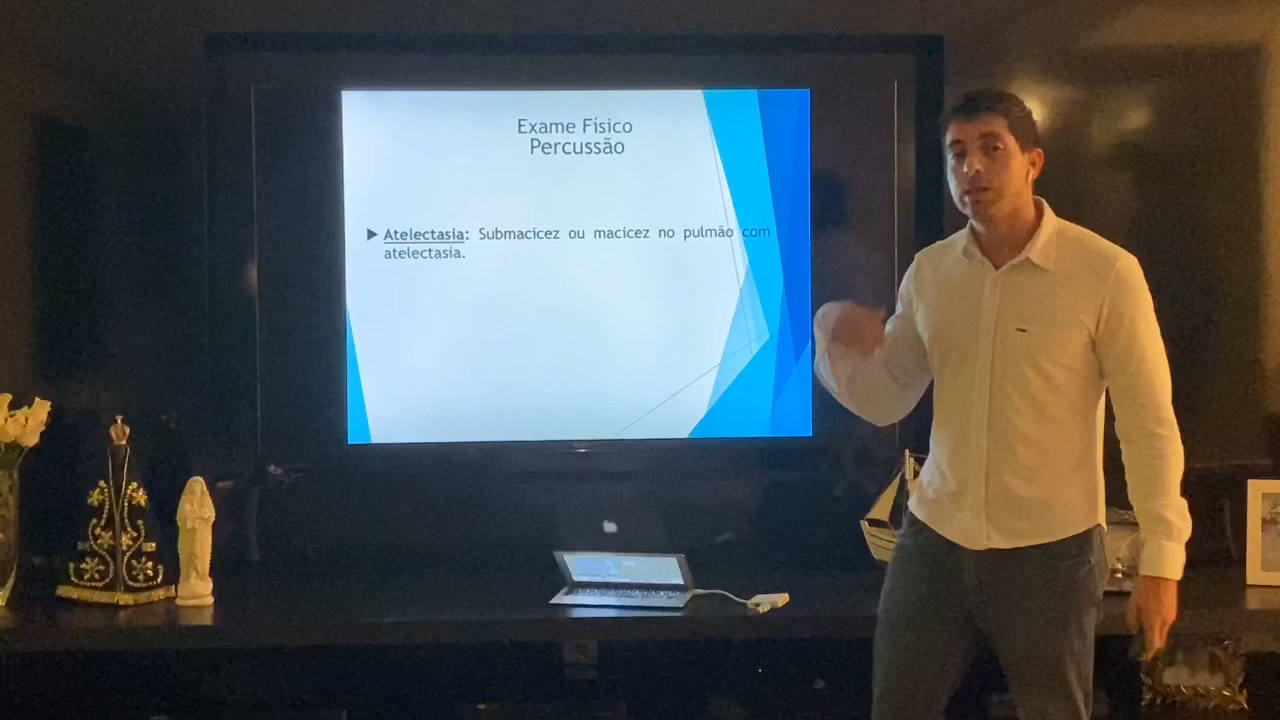 Exame Físico
Percussão
Atelectasia: Submacicez ou macicez no pulmão com
atelectasia.